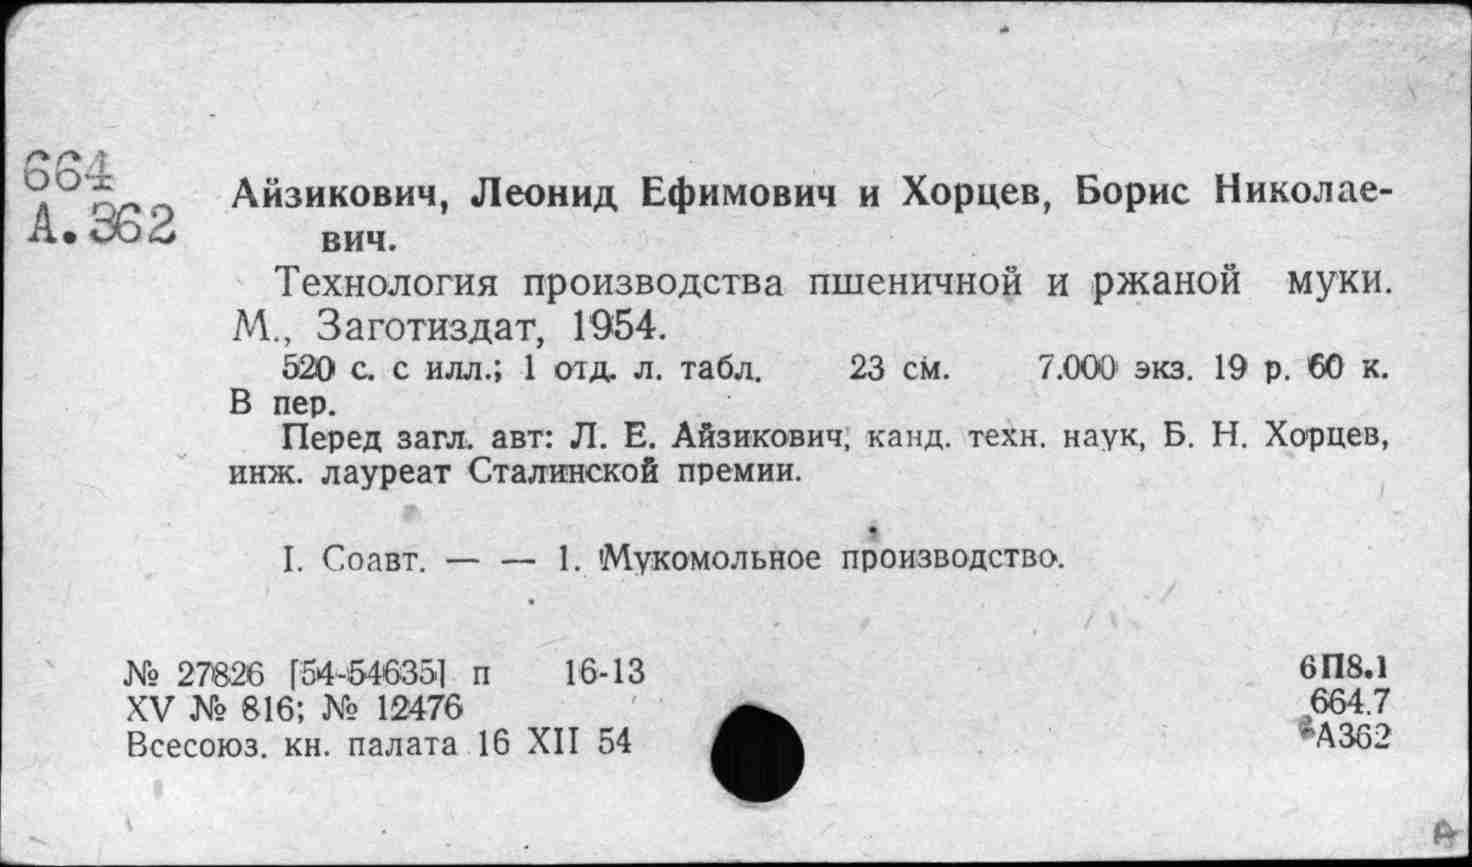 664
А.362
Айзикович, Леонид Ефимович и Хорцев, Борис Николае-
вич.
Технология производства пшеничной и ржаной муки.
М., Заготиздат, 1954.
520 с. с илл.; 1 отд. л. табл. 23 см. 7.000 экз. 19 р. 60 к.
В пер.
Перед загл. авт: Л. Е. Айзикович, канд. техн. наук, Б. Н. Хорцев,
инж. лауреат Сталинской премии.
I. Соавт. — — 1. Мукомольное производство.
№ 27826 [54-54635] п 16-13 6П8.1
XV № 816; № 12476 664.7
Всесоюз. кн. палата 16 XII 54 А362